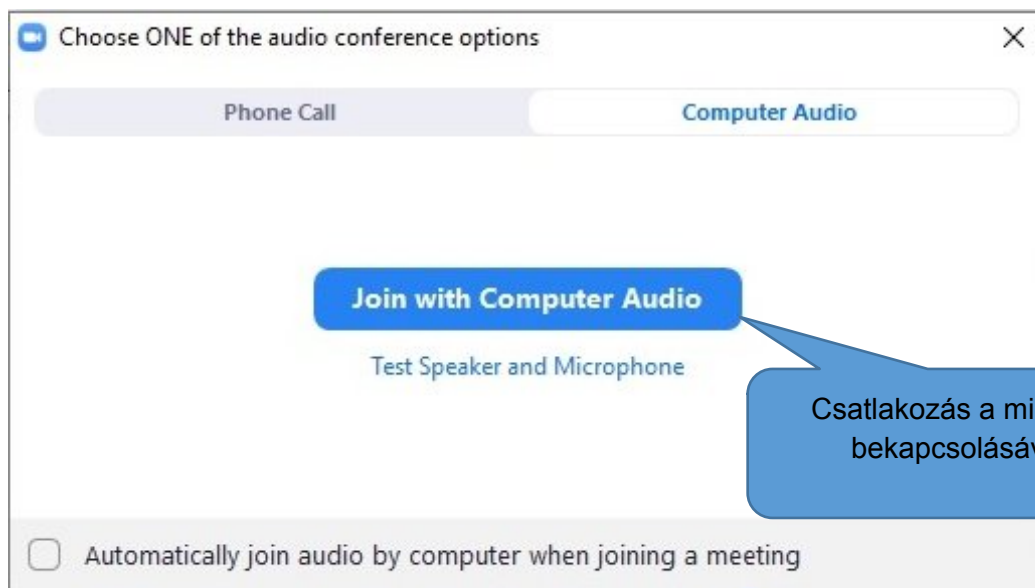 Choose ONE of the audio conference options
Phone Call Computer Audio
Join with Computer Audio
Test Speaker and Microphone
Csatlakozás a
Automatically join audio by computer when joining a meeting